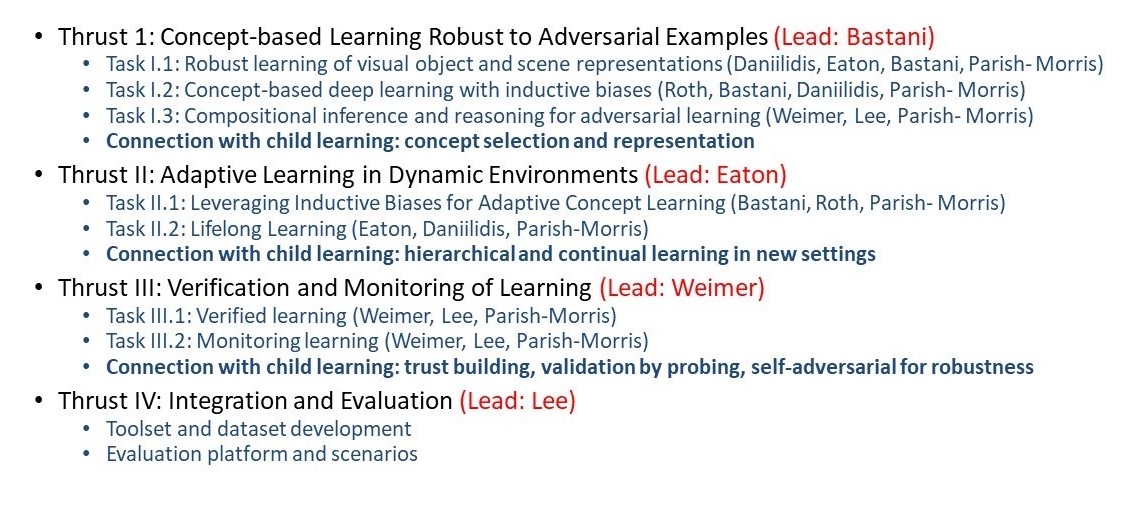 • Thrust 1: Concept-based Learning Robust to Adversarial Examples (Lead: Bastani)
• Task I.1: Robust learning of visual object and scene representations (Daniilidis, Eaton, Bastani, Parish- Morris)
• Task I.2: Concept-based deep learning with inductive biases (Roth, Bastani, Daniilidis, Parish- Morris)
• Task I.3: Compositional inference and reasoning for adversarial learning (Weimer, Lee, Parish- Morris)
• Connection with child learning: concept selection and representation
• Thrust II: Adaptive Learning in Dynamic Environments (Lead: Eaton)
• Task II.1: Leveraging Inductive Biases for Adaptive Concept Learning (Bastani, Roth, Parish- Morris)
• Task II.2: Lifelong Learning (Eaton, Daniilidis, Parish-Morris)
• Connection with child learning: hierarchical and continual learning in new settings
• Thrust III: Verification and Monitoring of Learning (Lead: Weimer)
• Task III.1: Verified learning (Weimer, Lee, Parish-Morris)
• Task III.2: Monitoring learning (Weimer, Lee, Parish-Morris)
• Connection with child learning: trust building, validation by probing, self-adversarial for robustness
• Thrust IV: Integration and Evaluation (Lead: Lee)
• Toolset and dataset development
• Evaluation platform and scenarios